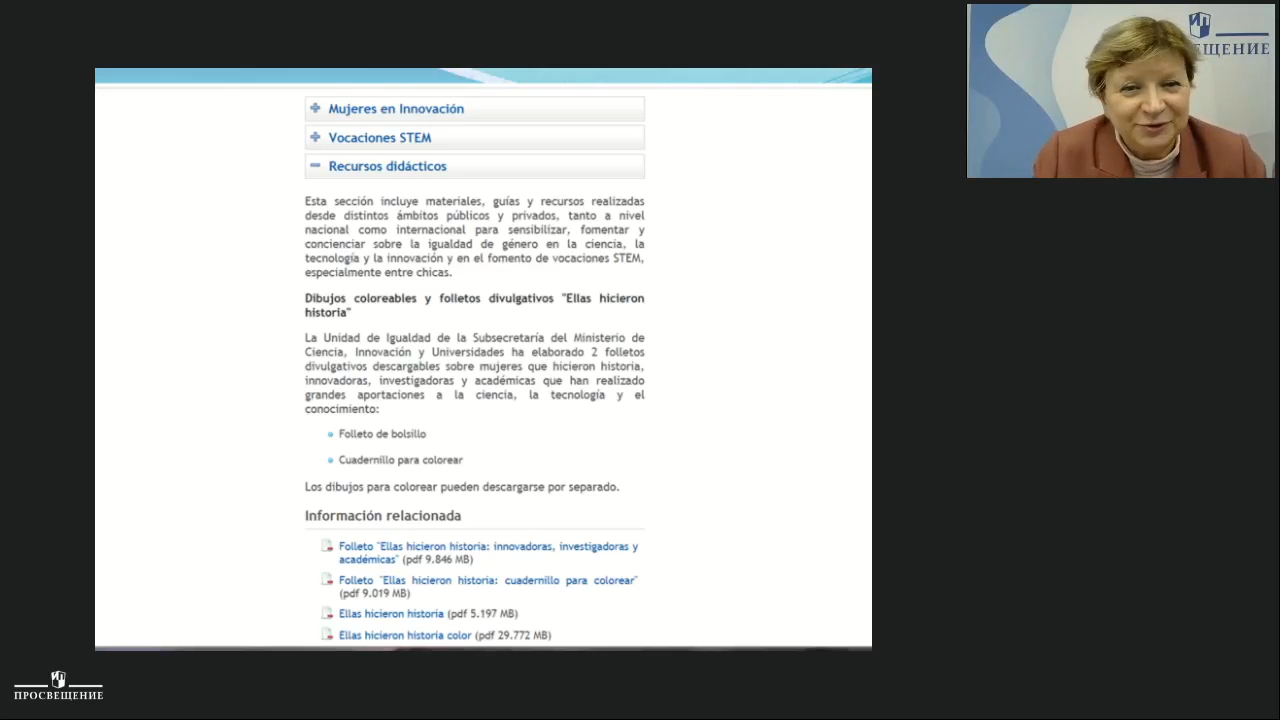 Mujeres en Innovación
Vocaciones STEM
Recursos didácticos
Esta sección incluye materiales, guías y recursos realizadas
desde distintos ámbitos públicos y privados, tanto a nivel
nacional como internacional para sensibilizar, fomentar y
concienciar sobre la igualdad de género en la ciencia, la
tecnología y la innovación y en el fomento de vocaciones STEM,
especialmente entre chicas.
Dibujos coloreables y folletos divulgativos "Ellas hicieron
historia"
La Unidad de Igualdad de la Subsecretaría del Ministerio de
Ciencia, Innovación y Universidades ha elaborado 2 folletos
divulgativos descargables sobre mujeres que hicieron historia,
innovadoras, investigadoras y académicas que han realizado
grandes aportaciones a la ciencia, la tecnología y el
conocimiento:
Folleto de bolsillo
Cuadernillo para colorear
Los dibujos para colorear pueden descargarse por separado.
Información relacionada
Folleto "Ellas hicieron historia: innovadoras, investigadoras y
académicas" (pdf 9.846 MB)
Folleto "Ellas hicieron historia: cuadernillo para colorear"
(pdf 9.019 MB)
Ellas hicieron historia (pdf 5.197 MB)
Ellas hicieron historia color (pdf 29.772 MB)
ЩЕНИЕ
ПРОСВЕЩЕНИЕ